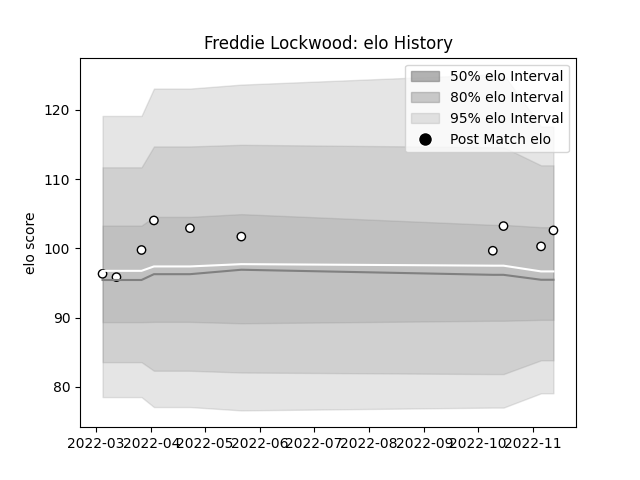 Freddie Lockwood: elo History
50% elo Interval
80% elo Interval
95% elo Interval
Post Match elo
elo score
120
110
100
90
80
2022-03 2022-04 2022-05 2022-06 2022-07 2022-08 2022-09 2022-10 2022-11